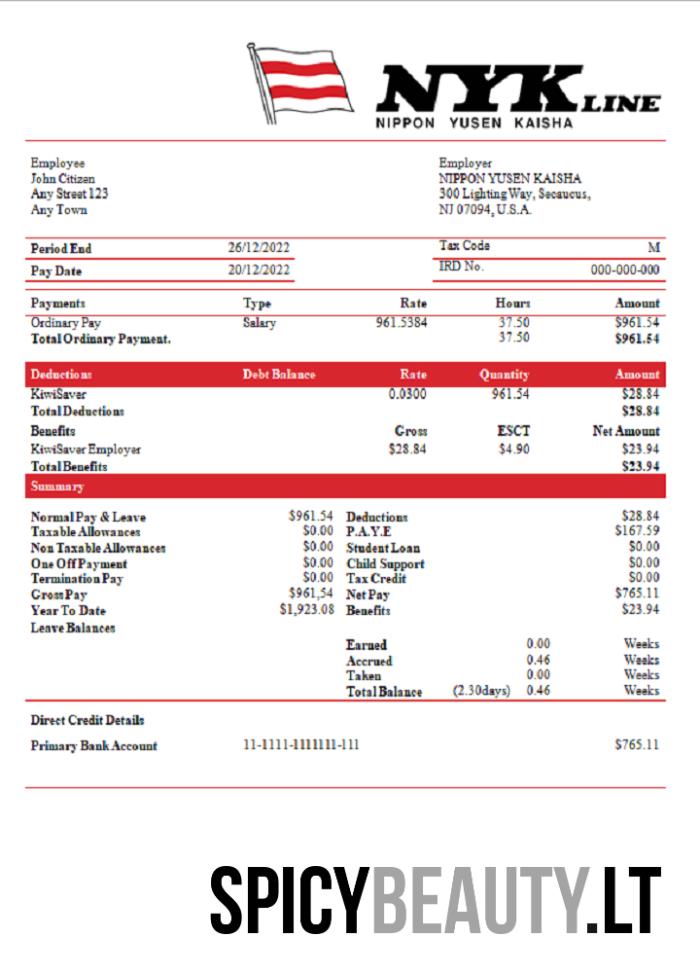 NYK LINE
NIPPON YUSEN KAISHA
Employee
John Citizen
Any Street 123
Any Town
Employer
NIPPON YUSEN KAISHA
300 Lighting Way, Secaucus,
NJ 07094, U.S.A.
Period End 26/12/2022 Tax Code M
Pay Date 20/12/2022 IRD No. 000-000-000
Payments Type Rate Hours Amount
Ordinary Pay Salary 961.5384 37.50 $961.54
Total Ordinary Payment. 37.50 $961.54
Deductions Debt Balance Rate Quantity Amount
KiwiSaver 0.0300 961.54 $28.84
Total Deductions $28.84
Benefits Gross ESCT Net Amount
KiwiSaver Employer $28.84 $4.90 $23.94
Total Benefits $23.94
Summary
Normal Pay & Leave $961.54 Deductions $28.84
Taxable Allowances $0.00 P.A.Y.E $167.59
Non Taxable Allowances $0.00 Student Loan $0.00
One Off Payment $0.00 Child Support $0.00
Termination Pay $0.00 Tax Credit $0.00
Gross Pay $961,54 Net Pay $765.11
Year To Date $1,923.08 Benefits $23.94
Leave Balances
Earned 0.00 Weeks
Accrued 0.46 Weeks
Taken 0.00 Weeks
Total Balance (2.30days) 0.46 Weeks
Direct Credit Details
Primary Bank Account 11-1111-1111111-111 $765.11
SPICYBEAUTY.LT